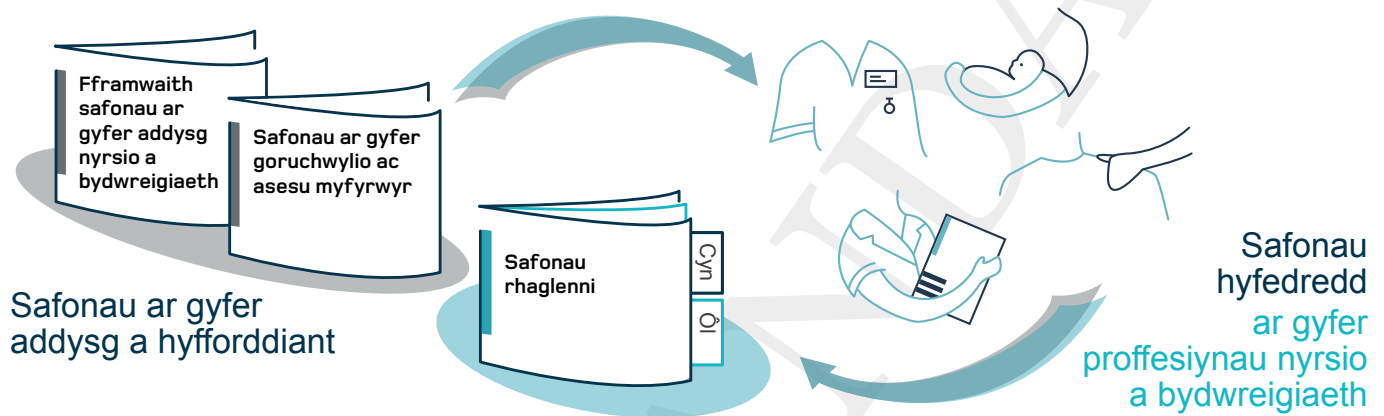 Fframwaith
safonau ar
gyfer addysg
nyrsio a
bydwreigiaeth
Safonau ar gyfer
goruchwylio ac
asesu myfyrwyr
Safonau
rhaglenni
Cyn
Ôl
Safonau ar gyfer
addysg a hyfforddiant
Safonau
hyfedredd
ar gyfer
proffesiynau nyrsio
a bydwreigiaeth